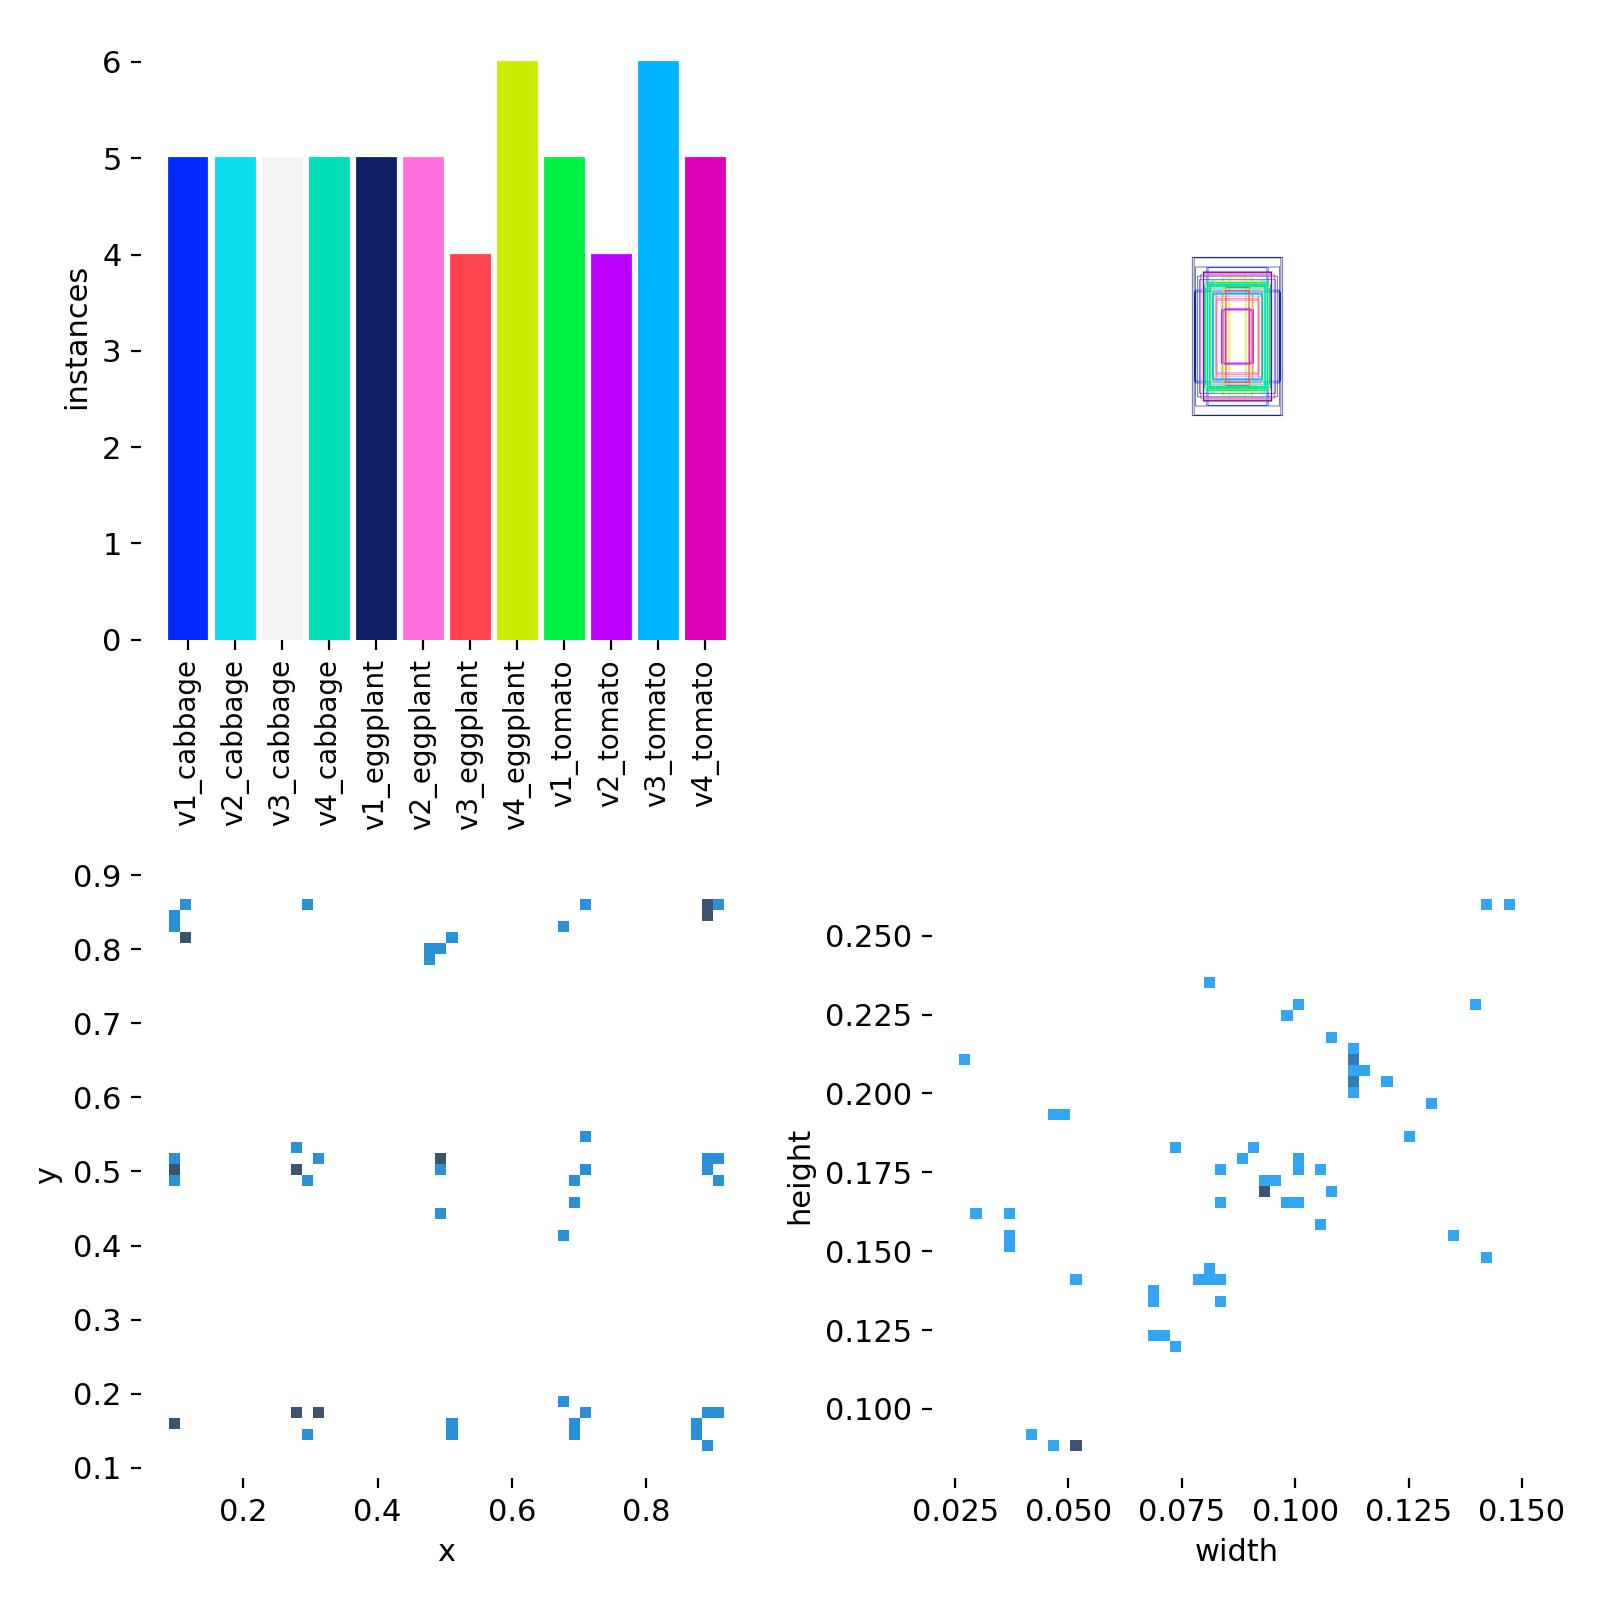 6
5
4
3
2
1
0
instances
v1_cabbage
v2_cabbage
v3_cabbage
v4_cabbage
v1_eggplant
v2_eggplant
v3_eggplant
v4_eggplant
v1_tomato
v2_tomato
v3_tomato
v4_tomato
0.9
0.8
0.7
0.6
0.5
0.4
0.3
0.2
0.1
y
0.2 0.4 0.6 0.8
x
0.250
0.225
0.200
0.175
0.150
0.125
0.100
height
0.025 0.050 0.075 0.100 0.125 0.150
width